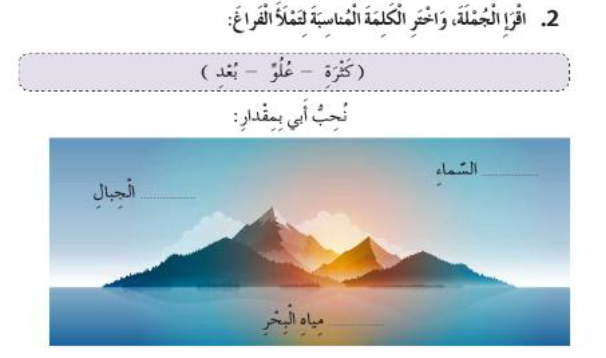 2. اقْرَإِ الْجُمْلَةَ، وَاخْتَرِ الْكَلِمَةَ الْمُناسِبَةَ لِتَمْلَأَ الْفَراغَ:
( كَثْرَةِ – عُلُوِّ – بُعْدِ )
نُحِبُّ أَبي بِمِقْدارِ:
............... السَّماءِ
............... الْجِبالِ
............... مِياهِ الْبَحْرِ